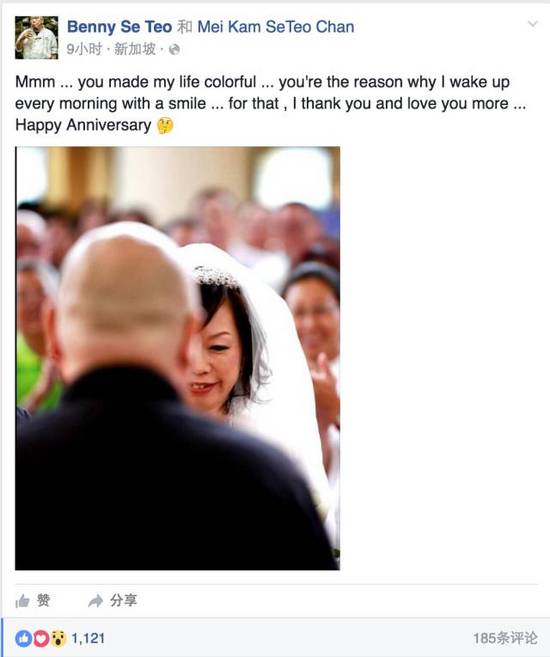 Benny Se Teo 和 Mei Kam SeTeo Chan
9小时 · 新加坡 ·
Mmm ... you made my life colorful ... you're the reason why I wake up
every morning with a smile ... for that , I thank you and love you more ...
Happy Anniversary 🤔
赞 分享
1,121 185条评论